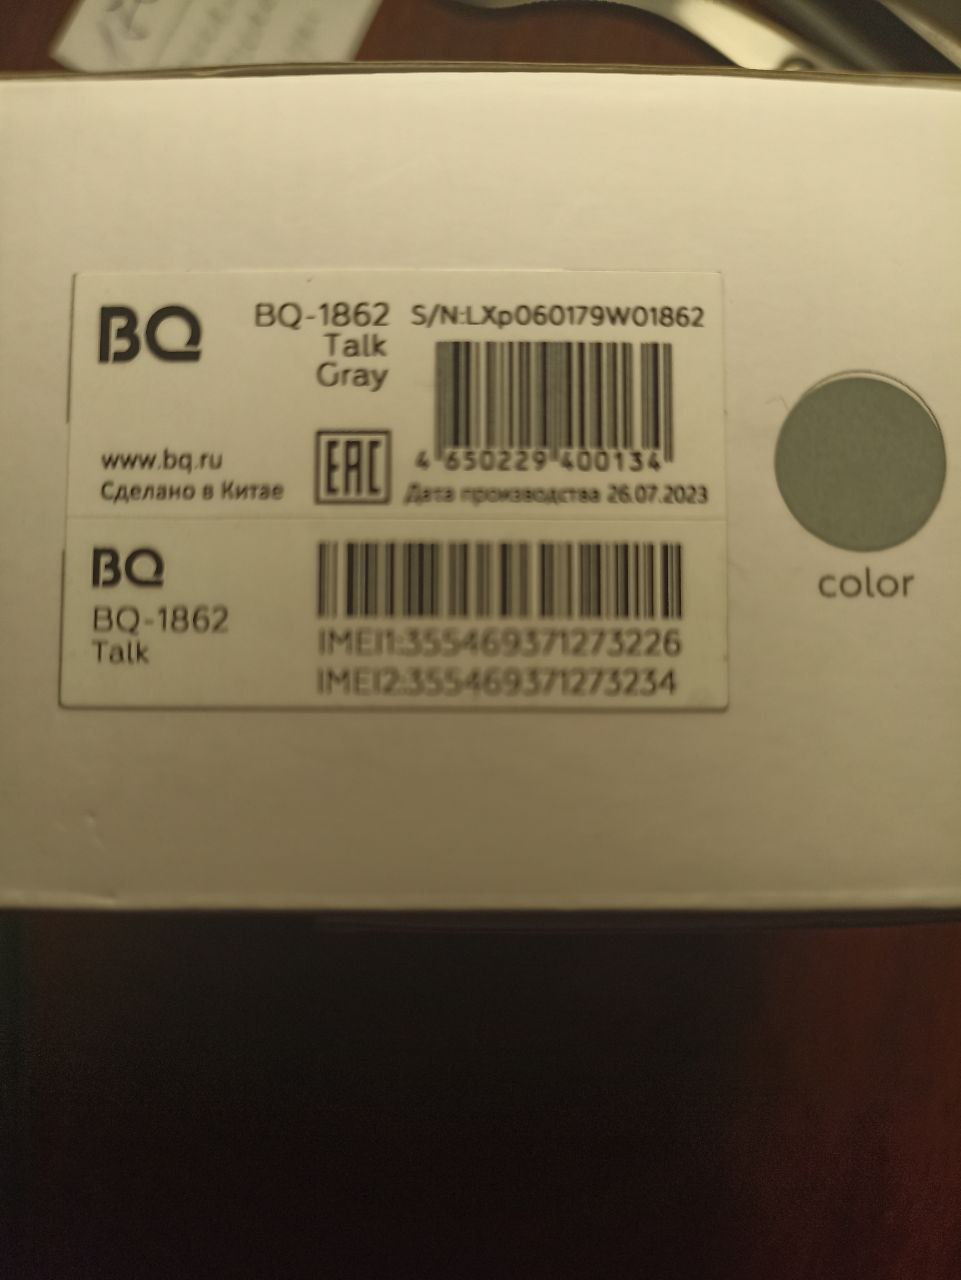 BQ
BQ-1862
Talk
Gray
S/N:LXp060179W01862
4 650229 400134
www.bq.ru
Сделано в Китае
EAC
Дата производства 26.07.2023
BQ
BQ-1862
Talk
IMEI1:355469371273226
IMEI2:355469371273234
color